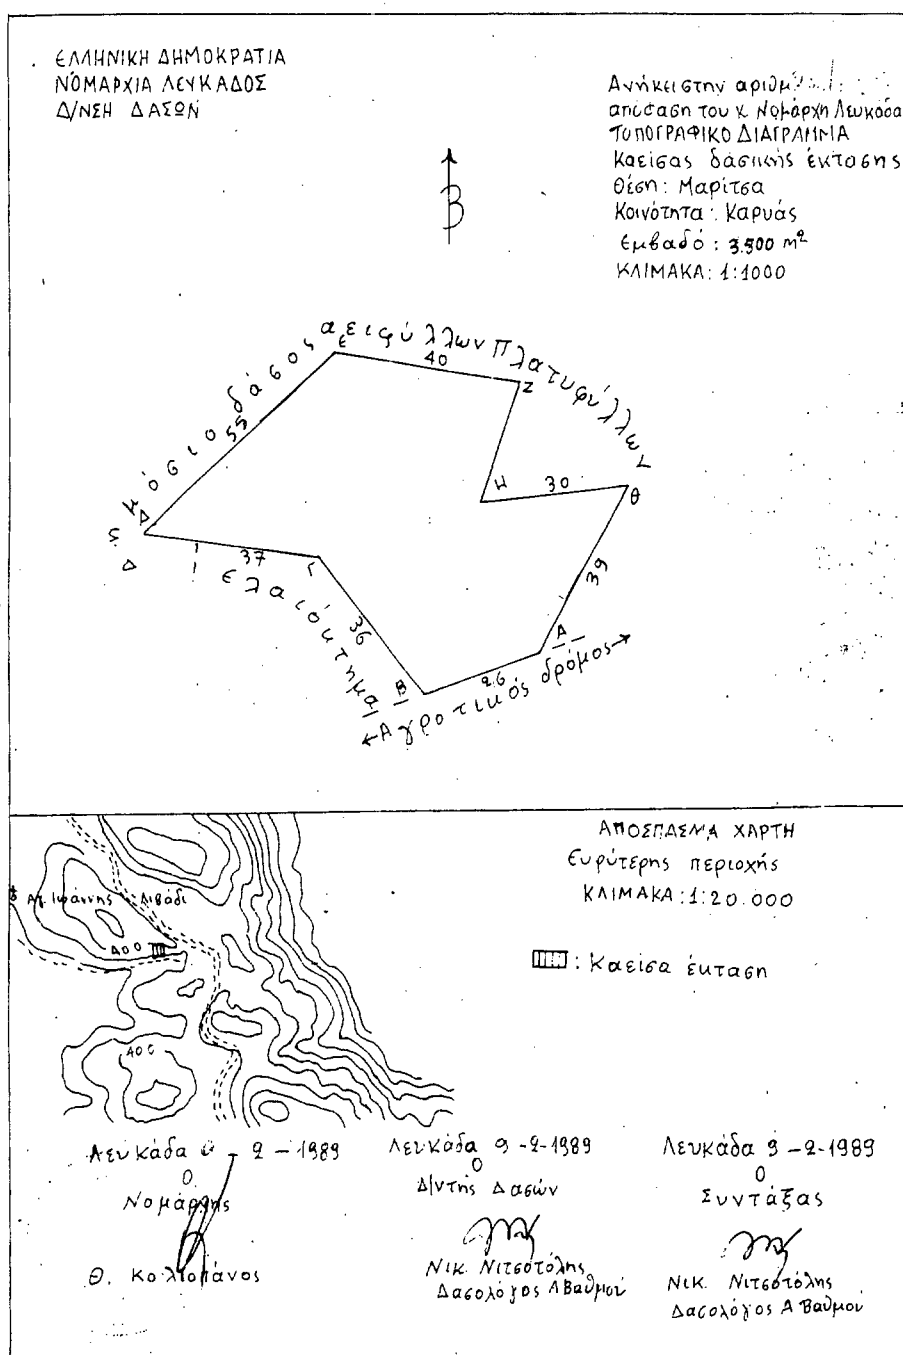 ΕΛΛΗΝΙΚΗ ΔΗΜΟΚΡΑΤΙΑ
ΝΟΜΑΡΧΙΑ ΛΕΥΚΑΔΟΣ
Δ/ΝΣΗ ΔΑΣΩΝ
Ανήκει στην αριθμ
απόφαση του κ Νομάρχη Λευκάδα
ΤΟΠΟΓΡΑΦΙΚΟ ΔΙΑΓΡΑΜΜΑ
Καείσας δασικής έκτασης
Θέση: Μαρίτσα
Κοινότητα: Καρυάς
Εμβαδό: 3.500 m²
ΚΛΙΜΑΚΑ: 1:1000
Β
Δημόσιο δάσος αειφύλλων Πλατυφύλλων
Ε
40
Ζ
55
Η
30
Θ
Δ
37
Γ
Ελαιόκτημα
36
39
Α
Β
26
Αγροτικός δρόμος
ΑΠΟΣΠΑΣΜΑ ΧΑΡΤΗ
Ευρύτερης περιοχής
ΚΛΙΜΑΚΑ: 1:20.000
: Καείσα έκταση
Αγ. Ιωάννης
Λιβάδι
400
400
Λευκάδα - 2 - 1989
Ο
Νομάρχης
Θ. Κολιοπάνος
Λευκάδα 9-2-1989
Ο
Δ/ντής Δασών
Νικ. Νιτσοτόλης
Δασολόγος Α Βαθμού
Λευκάδα 9-2-1989
Ο
Συντάξας
Νικ. Νιτσοτόλης
Δασολόγος Α Βαθμού